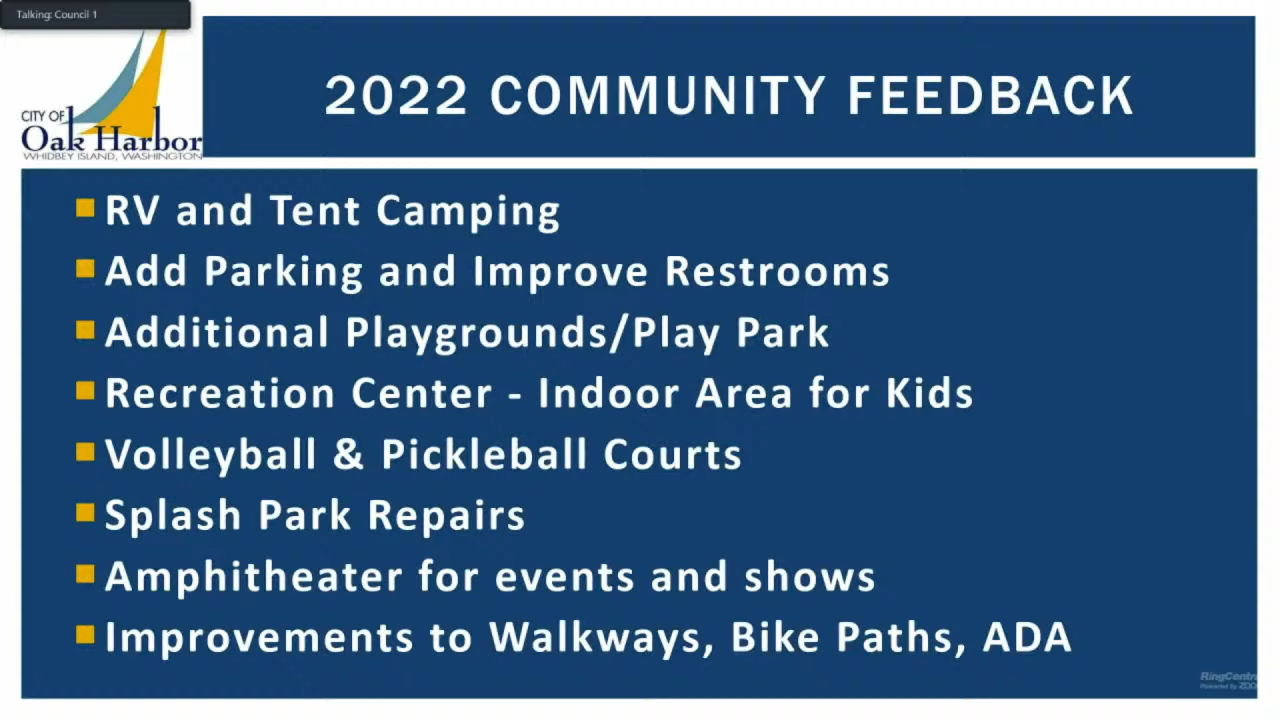 Talking: Council 1
CITY OF
Oak Harbor
WHIDBEY ISLAND, WASHINGTON
2022 COMMUNITY FEEDBACK
RV and Tent Camping
Add Parking and Improve Restrooms
Additional Playgrounds/Play Park
Recreation Center - Indoor Area for Kids
Volleyball & Pickleball Courts
Splash Park Repairs
Amphitheater for events and shows
Improvements to Walkways, Bike Paths, ADA
Powered by